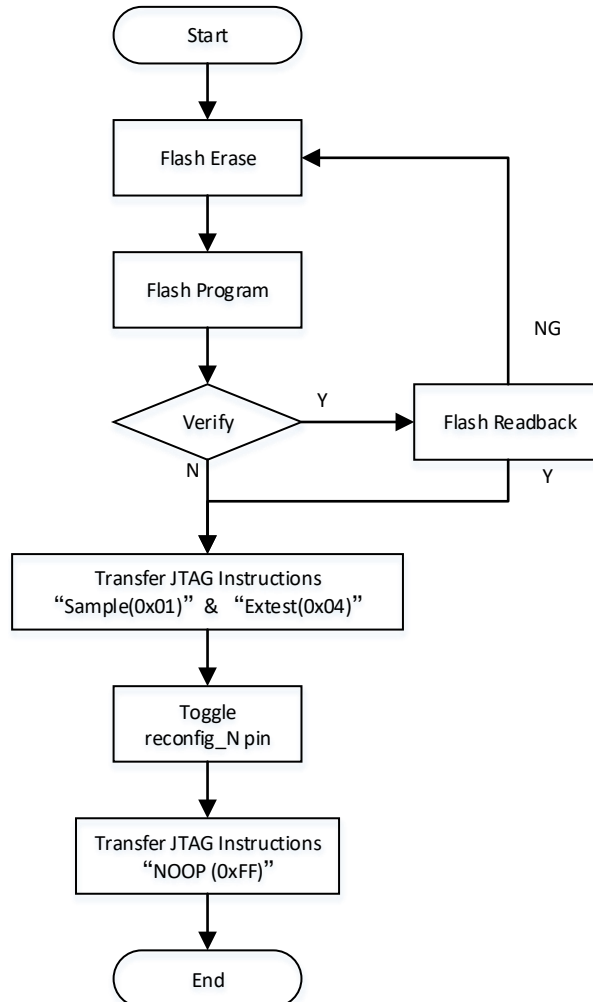 Start
Flash Erase
Flash Program
NG
Verify
Y
Flash Readback
N
Y
Transfer JTAG Instructions
“Sample(0x01)” & “Extest(0x04)”
Toggle
reconfig_N pin
Transfer JTAG Instructions
“NOOP (0xFF)”
End